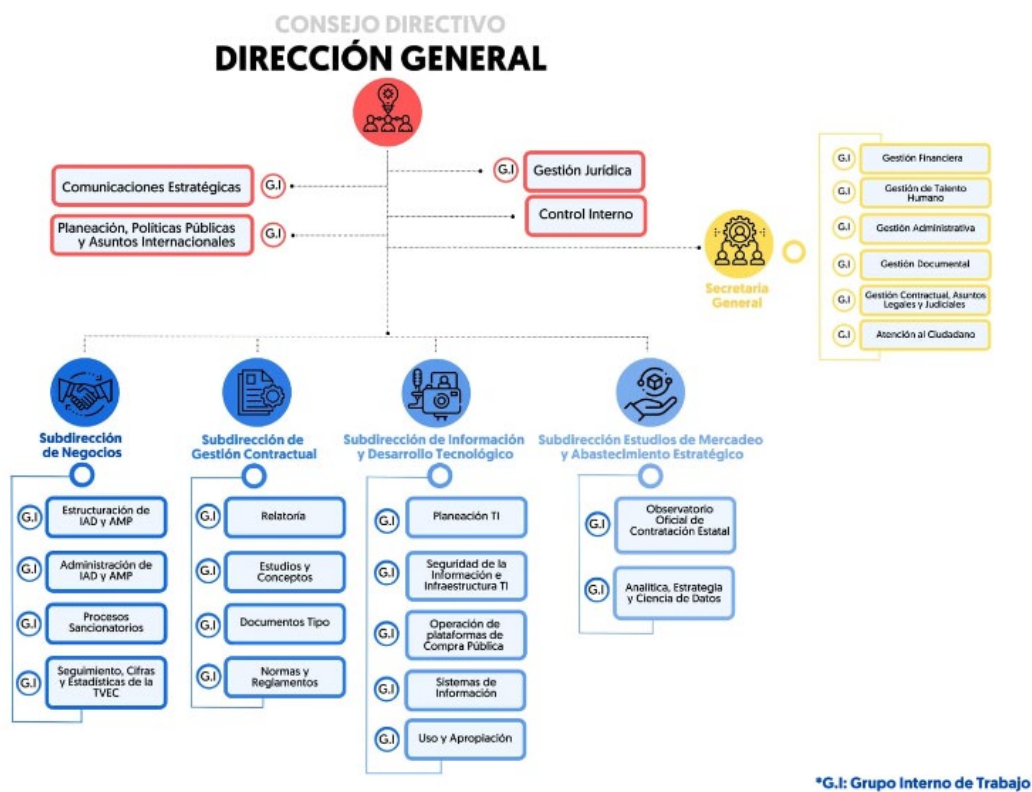 CONSEJO DIRECTIVO
DIRECCIÓN GENERAL
Comunicaciones Estratégicas
G.I
G.I
Gestión Jurídica
Planeación, Políticas Públicas
y Asuntos Internacionales
G.I
Control Interno
Secretaría
General
G.I
Gestión Financiera
G.I
Gestión de Talento
Humano
G.I
Gestión Administrativa
G.I
Gestión Documental
G.I
Gestión Contractual, Asuntos
Legales y Judiciales
G.I
Atención al Ciudadano
Subdirección
de Negocios
G.I
Estructuración de
IAD y AMP
G.I
Administración de
IAD y AMP
G.I
Procesos
Sancionatorios
G.I
Seguimiento, Cifras
y Estadísticas de la
TVEC
Subdirección de
Gestión Contractual
G.I
Relatoría
G.I
Estudios y
Conceptos
G.I
Documentos Tipo
G.I
Normas y
Reglamentos
Subdirección de Información
y Desarrollo Tecnológico
G.I
Planeación TI
G.I
Seguridad de la
Información e
Infraestructura TI
G.I
Operación de
plataformas de
Compra Pública
G.I
Sistemas de
Información
G.I
Uso y Apropiación
Subdirección Estudios de Mercadeo
y Abastecimiento Estratégico
G.I
Observatorio
Oficial de
Contratación Estatal
G.I
Analítica, Estrategia
y Ciencia de Datos
*G.I: Grupo Interno de Trabajo